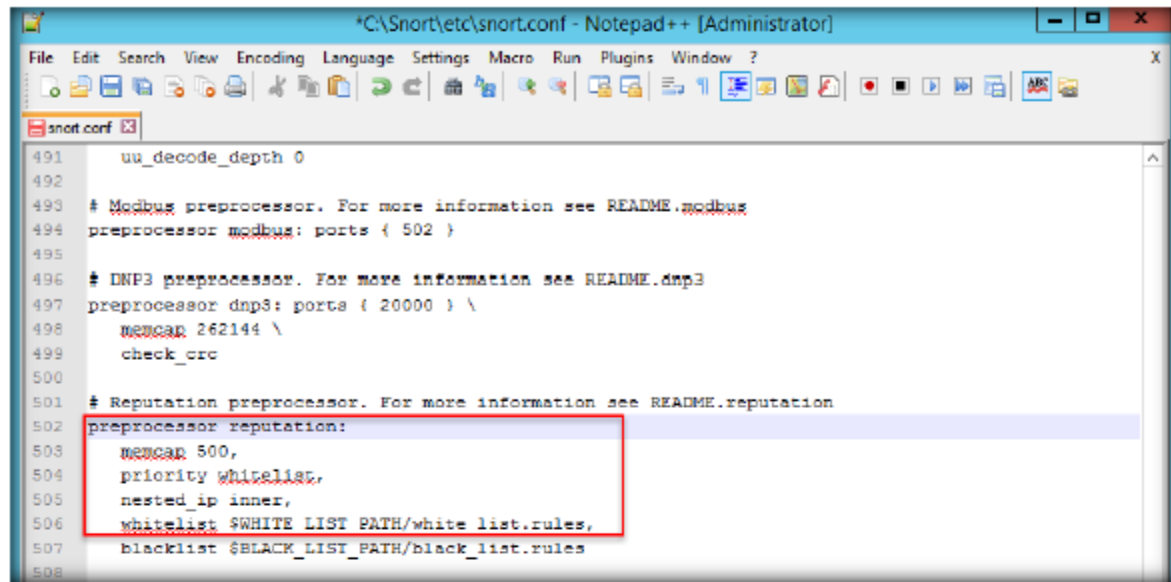 *C:\Snort\etc\snort.conf - Notepad++ [Administrator]
File Edit Search View Encoding Language Settings Macro Run Plugins Window ? X
snort.conf
491 uu_decode_depth 0
492
493 # Modbus preprocessor. For more information see README.modbus
494 preprocessor modbus: ports { 502 }
495
496 # DNP3 preprocessor. For more information see README.dnp3
497 preprocessor dnp3: ports { 20000 } \
498 memcap 262144 \
499 check_crc
500
501 # Reputation preprocessor. For more information see README.reputation
502 preprocessor reputation:
503 memcap 500,
504 priority whitelist,
505 nested_ip inner,
506 whitelist $WHITE_LIST_PATH/white_list.rules,
507 blacklist $BLACK_LIST_PATH/black_list.rules
508